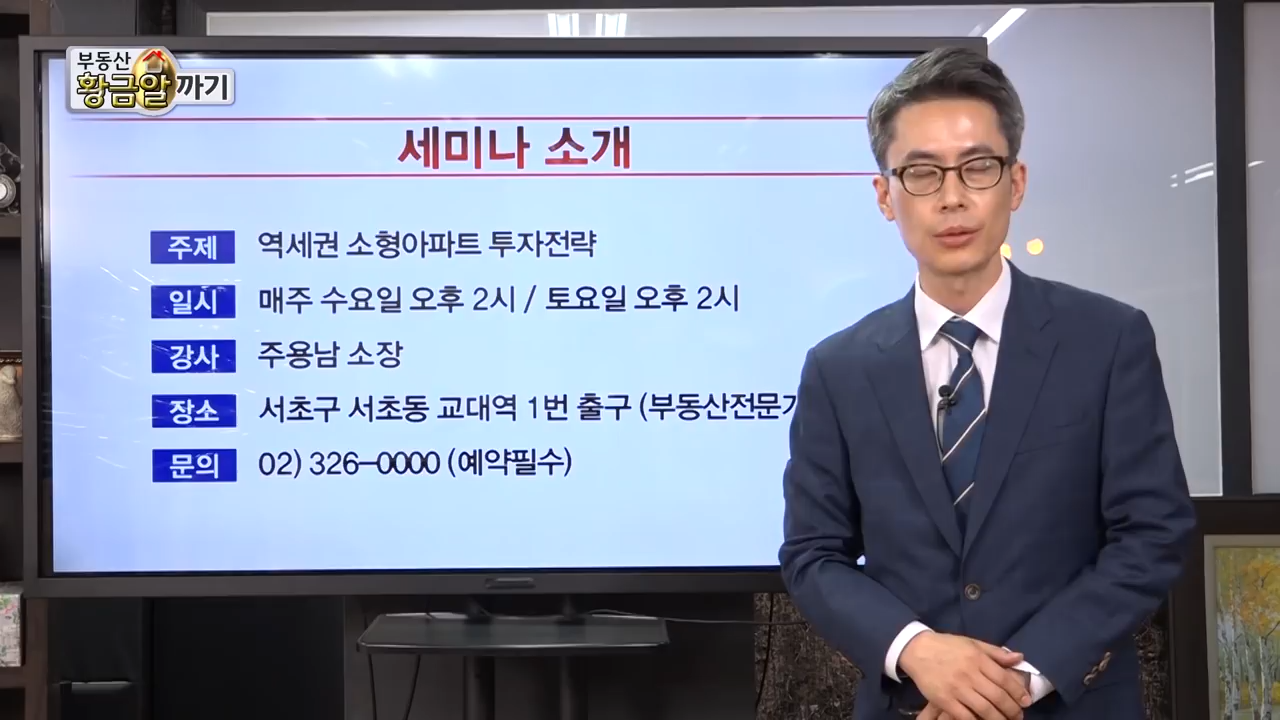 부동산
황금알까기
세미나 소개
주제 역세권 소형아파트 투자전략
일시 매주 수요일 오후 2시 / 토요일 오후 2시
강사 주용남 소장
장소 서초구 서초동 교대역 1번 출구 (부동산전문
문의 02) 326-0000 (예약필수)